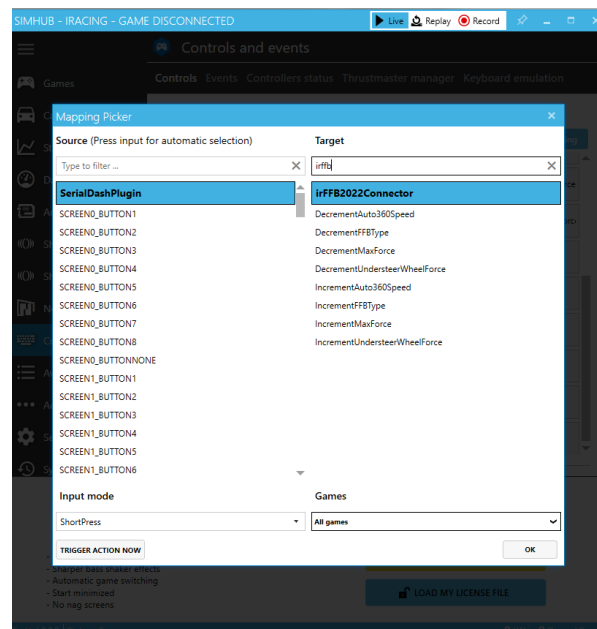 SIMHUB - IRACING - GAME DISCONNECTED
Live Replay Record
Controls and events
Games
Controls Events Controllers status Thrustmaster manager Keyboard emulation
Mapping Picker
Source (Press input for automatic selection)
Target
Type to filter ...
irffb
SerialDashPlugin
irFFB2022Connector
SCREEN0_BUTTON1
DecrementAuto360Speed
SCREEN0_BUTTON2
DecrementFFBType
SCREEN0_BUTTON3
DecrementMaxForce
SCREEN0_BUTTON4
DecrementUndersteerWheelForce
SCREEN0_BUTTON5
IncrementAuto360Speed
SCREEN0_BUTTON6
IncrementFFBType
SCREEN0_BUTTON7
IncrementMaxForce
SCREEN0_BUTTON8
IncrementUndersteerWheelForce
SCREEN0_BUTTONNONE
SCREEN1_BUTTON1
SCREEN1_BUTTON2
SCREEN1_BUTTON3
SCREEN1_BUTTON4
SCREEN1_BUTTON5
SCREEN1_BUTTON6
Input mode
Games
ShortPress
All games
TRIGGER ACTION NOW
OK
- Sharper bass shaker effects
- Automatic game switching
- Start minimized
- No nag screens
LOAD MY LICENSE FILE